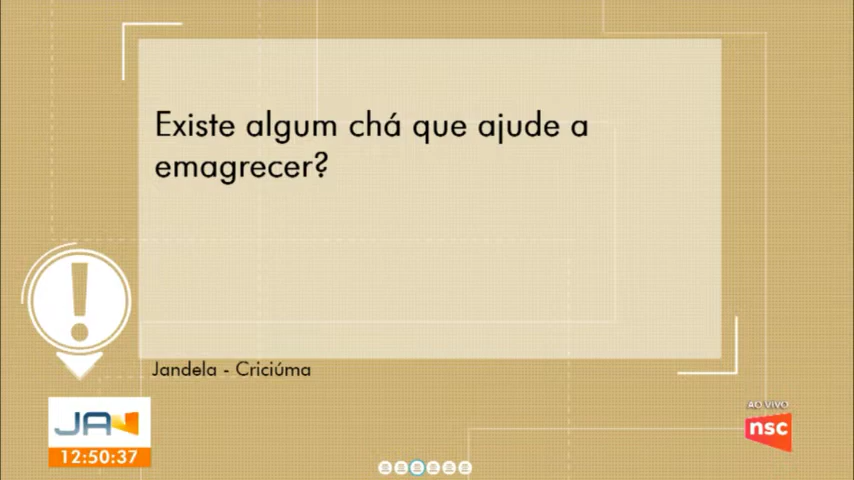 Existe algum chá que ajude a
emagrecer?
!
Jandela - Criciúma
JA
12:50:37
AO VIVO
nsc